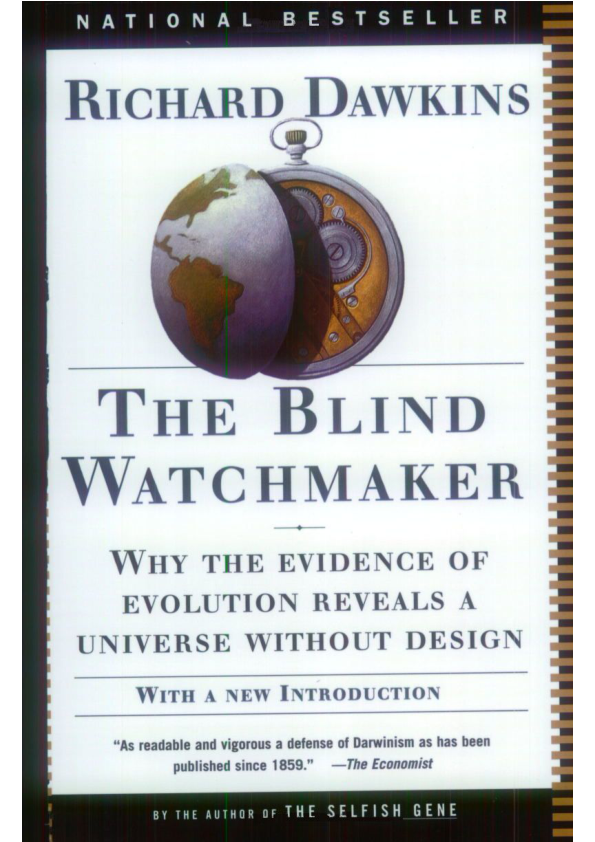 NATIONAL BESTSELLER
RICHARD DAWKINS
THE BLIND
WATCHMAKER
WHY THE EVIDENCE OF
EVOLUTION REVEALS A
UNIVERSE WITHOUT DESIGN
WITH A NEW INTRODUCTION
“As readable and vigorous a defense of Darwinism as has been
published since 1859.” —The Economist
BY THE AUTHOR OF THE SELFISH GENE